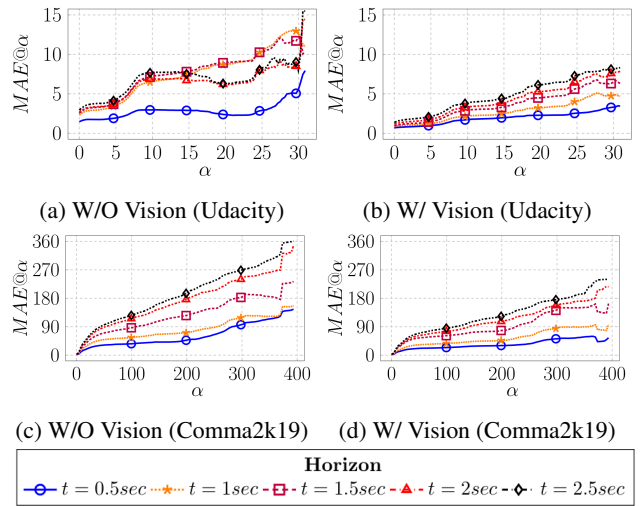 15
10
5
0
MAE@α
0 5 10 15 20 25 30
α
(a) W/O Vision (Udacity)
15
10
5
0
MAE@α
0 5 10 15 20 25 30
α
(b) W/ Vision (Udacity)
360
270
180
90
0
MAE@α
0 100 200 300 400
α
(c) W/O Vision (Comma2k19)
360
270
180
90
0
MAE@α
0 100 200 300 400
α
(d) W/ Vision (Comma2k19)
Horizon
t = 0.5sec t = 1sec t = 1.5sec t = 2sec t = 2.5sec